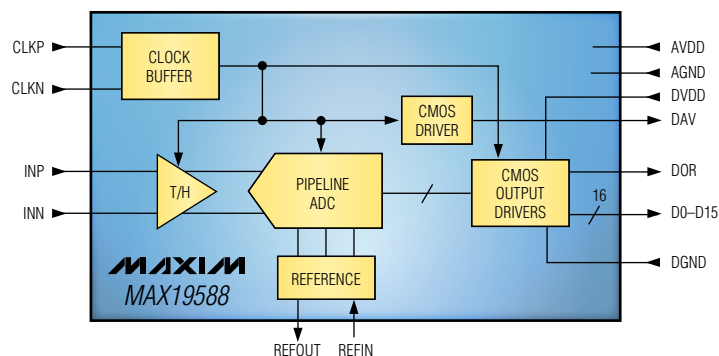 CLKP
CLKN
CLOCK
BUFFER
AVDD
AGND
DVDD
DAV
CMOS
DRIVER
INP
INN
T/H
PIPELINE
ADC
CMOS
OUTPUT
DRIVERS
16
DOR
D0–D15
DGND
MAXIM
MAX19588
REFERENCE
REFOUT REFIN